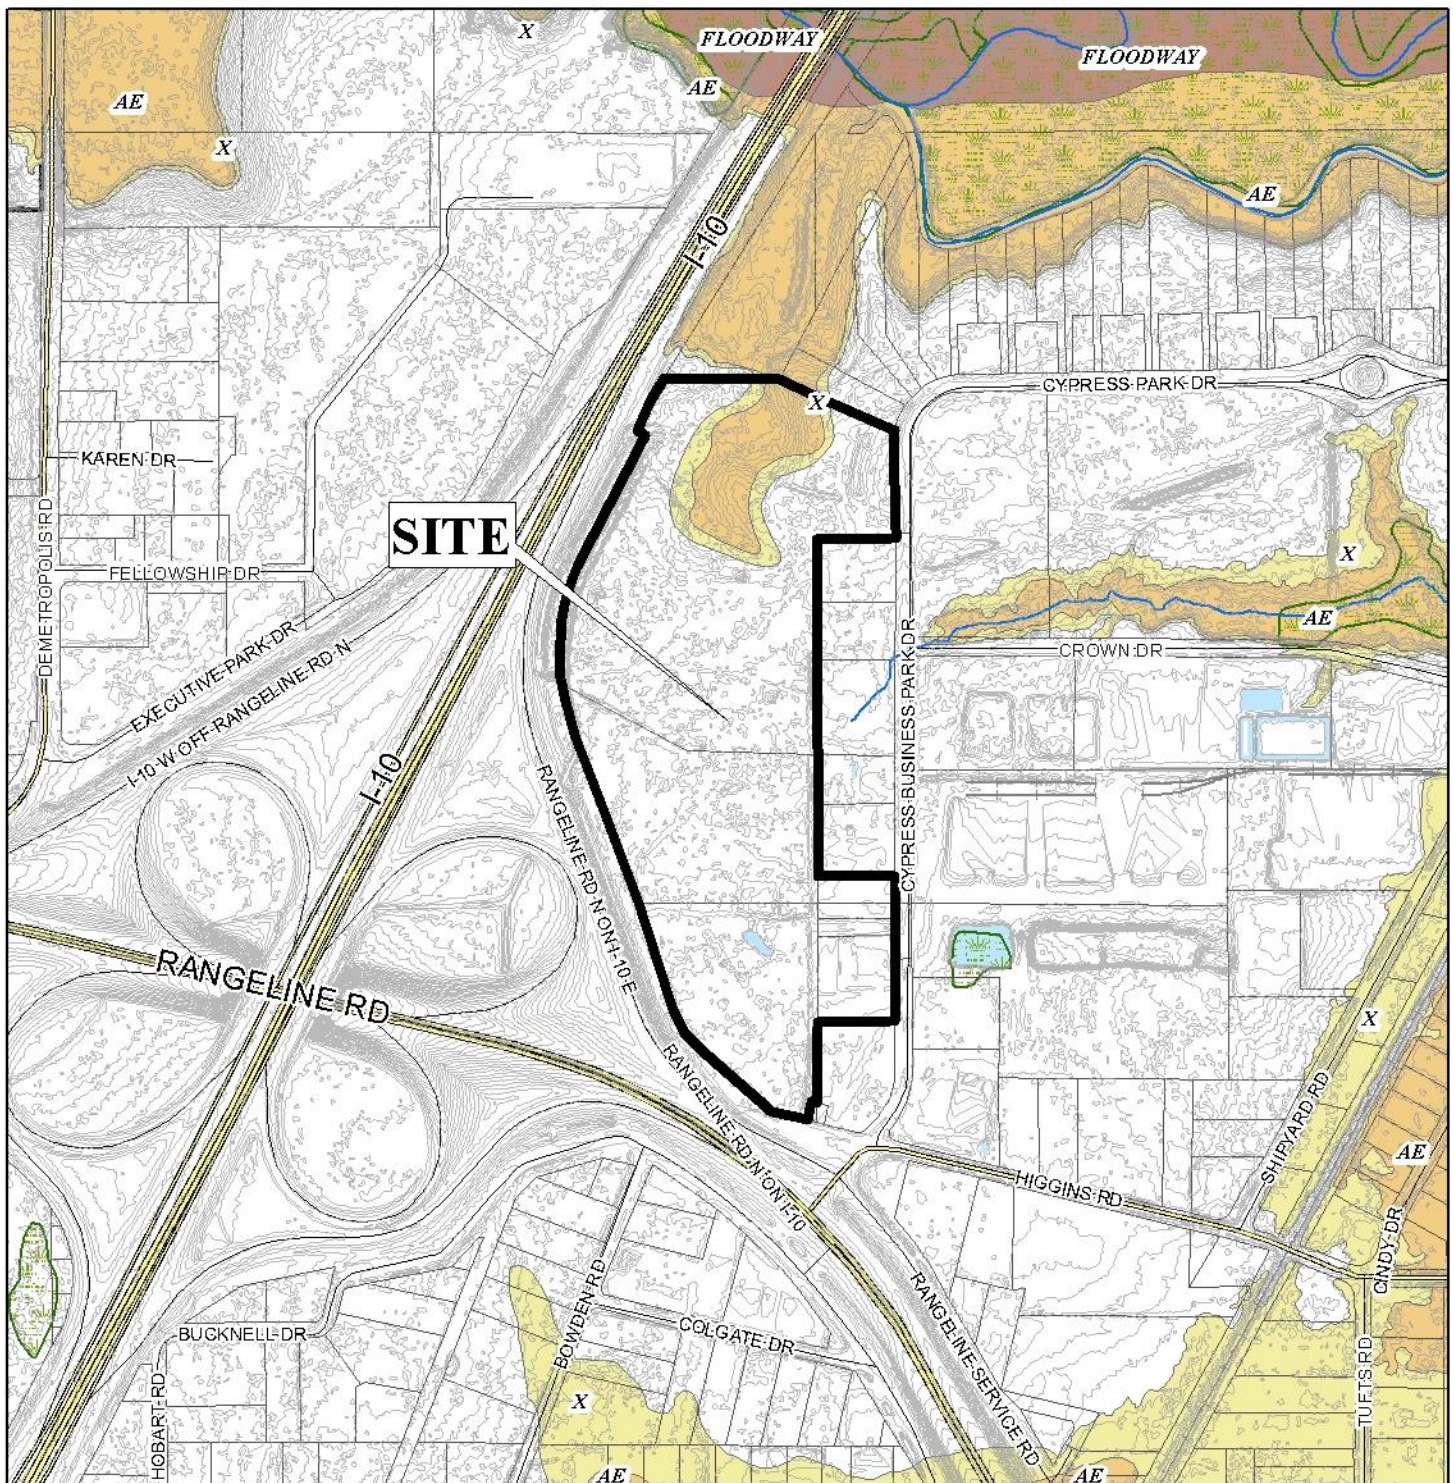 X
FLOODWAY
FLOODWAY
AE
AE
X
AE
I-10
CYPRESS PARK DR
X
KAREN DR
SITE
DEMETROPOLIS RD
FELLOWSHIP DR
X
AE
EXECUTIVE PARK DR
I-10 W OFF RANGELINE RD N
CROWN DR
CYPRESS BUSINESS PARK DR
I-10
RANGELINE RD N ON I-10 E
RANGELINE RD
X
RANGELINE RD N ON I-10
SHIPYARD RD
AE
HIGGINS RD
CINDY DR
BOWDEN RD
COLGATE DR
RANGELINE SERVICE RD
BUCKNELL DR
HOBART RD
TUFTS RD
X
AE
AE